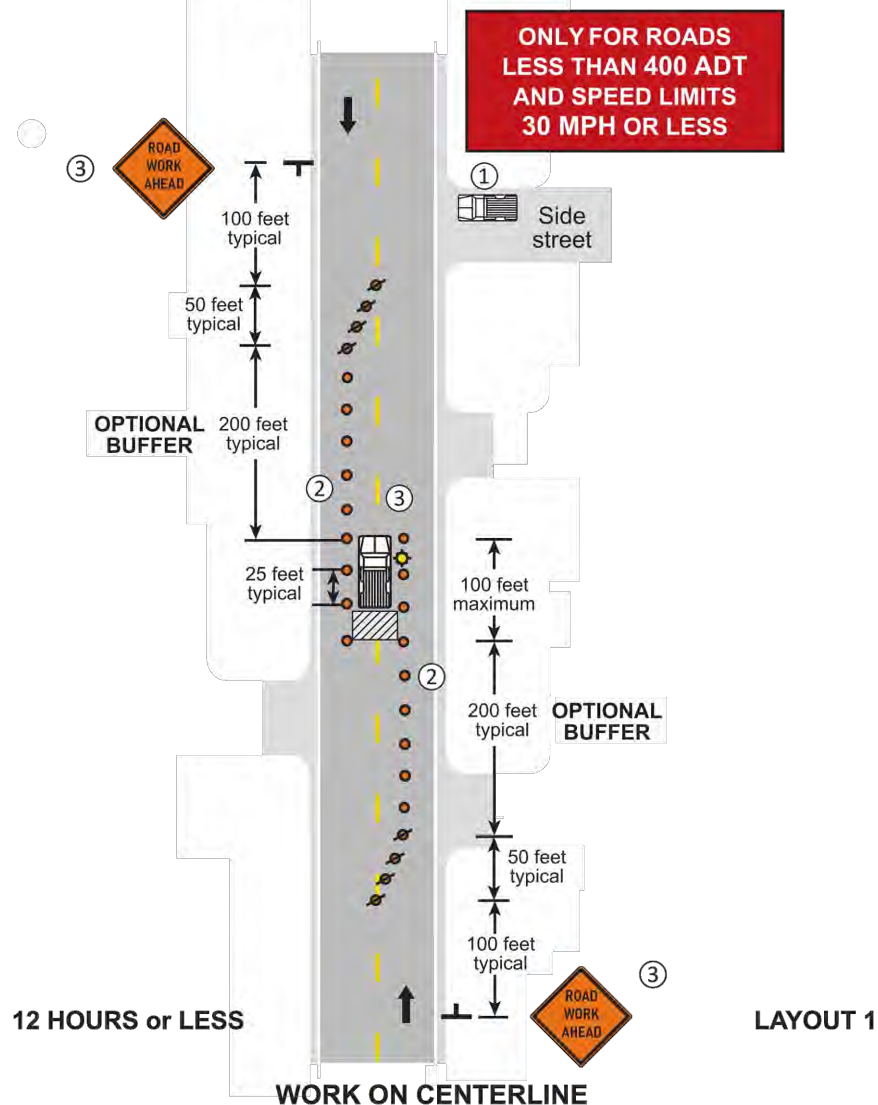 ONLY FOR ROADS
LESS THAN 400 ADT
AND SPEED LIMITS
30 MPH OR LESS
ROAD
WORK
AHEAD
3
1
Side
street
100 feet
typical
50 feet
typical
OPTIONAL
BUFFER
200 feet
typical
2
3
25 feet
typical
100 feet
maximum
2
200 feet
typical
OPTIONAL
BUFFER
50 feet
typical
100 feet
typical
3
ROAD
WORK
AHEAD
12 HOURS or LESS
LAYOUT 1
WORK ON CENTERLINE